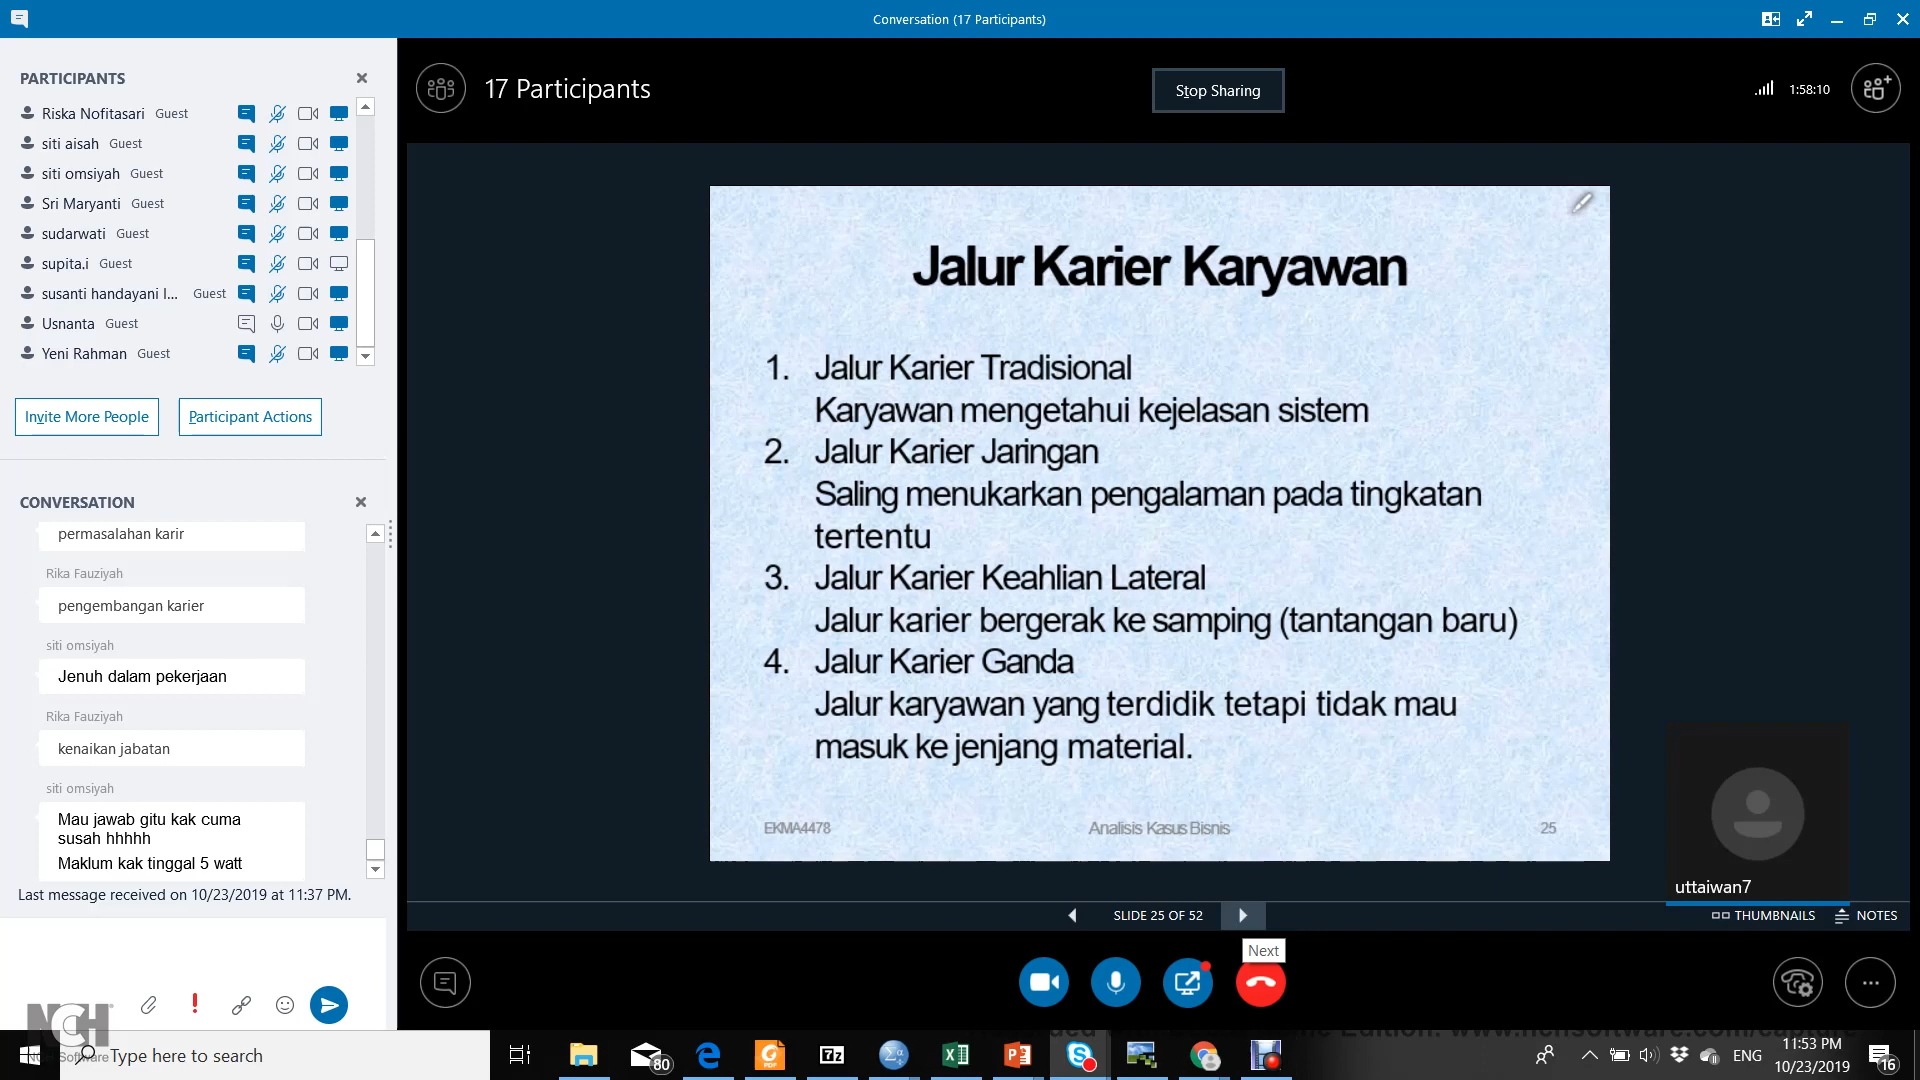 Conversation (17 Participants)
PARTICIPANTS
Riska Nofitasari Guest
siti aisah Guest
siti omsiyah Guest
Sri Maryanti Guest
sudarwati Guest
supita.i Guest
susanti handayani l... Guest
Usnanta Guest
Yeni Rahman Guest
Invite More People
Participant Actions
CONVERSATION
permasalahan karir
Rika Fauziyah
pengembangan karier
siti omsiyah
Jenuh dalam pekerjaan
Rika Fauziyah
kenaikan jabatan
siti omsiyah
Mau jawab gitu kak cuma
susah hhhhh
Maklum kak tinggal 5 watt
Last message received on 10/23/2019 at 11:37 PM.
17 Participants
Stop Sharing
1:58:10
Jalur Karier Karyawan
1. Jalur Karier Tradisional
Karyawan mengetahui kejelasan sistem
2. Jalur Karier Jaringan
Saling menukarkan pengalaman pada tingkatan
tertentu
3. Jalur Karier Keahlian Lateral
Jalur karier bergerak ke samping (tantangan baru)
4. Jalur Karier Ganda
Jalur karyawan yang terdidik tetapi tidak mau
masuk ke jenjang material.
EKMA4478
Analisis Kasus Bisnis
25
uttaiwan7
SLIDE 25 OF 52
THUMBNAILS
NOTES
Next
NCH
Software
Type here to search
80
PDF
7z
ENG
11:53 PM
10/23/2019
16